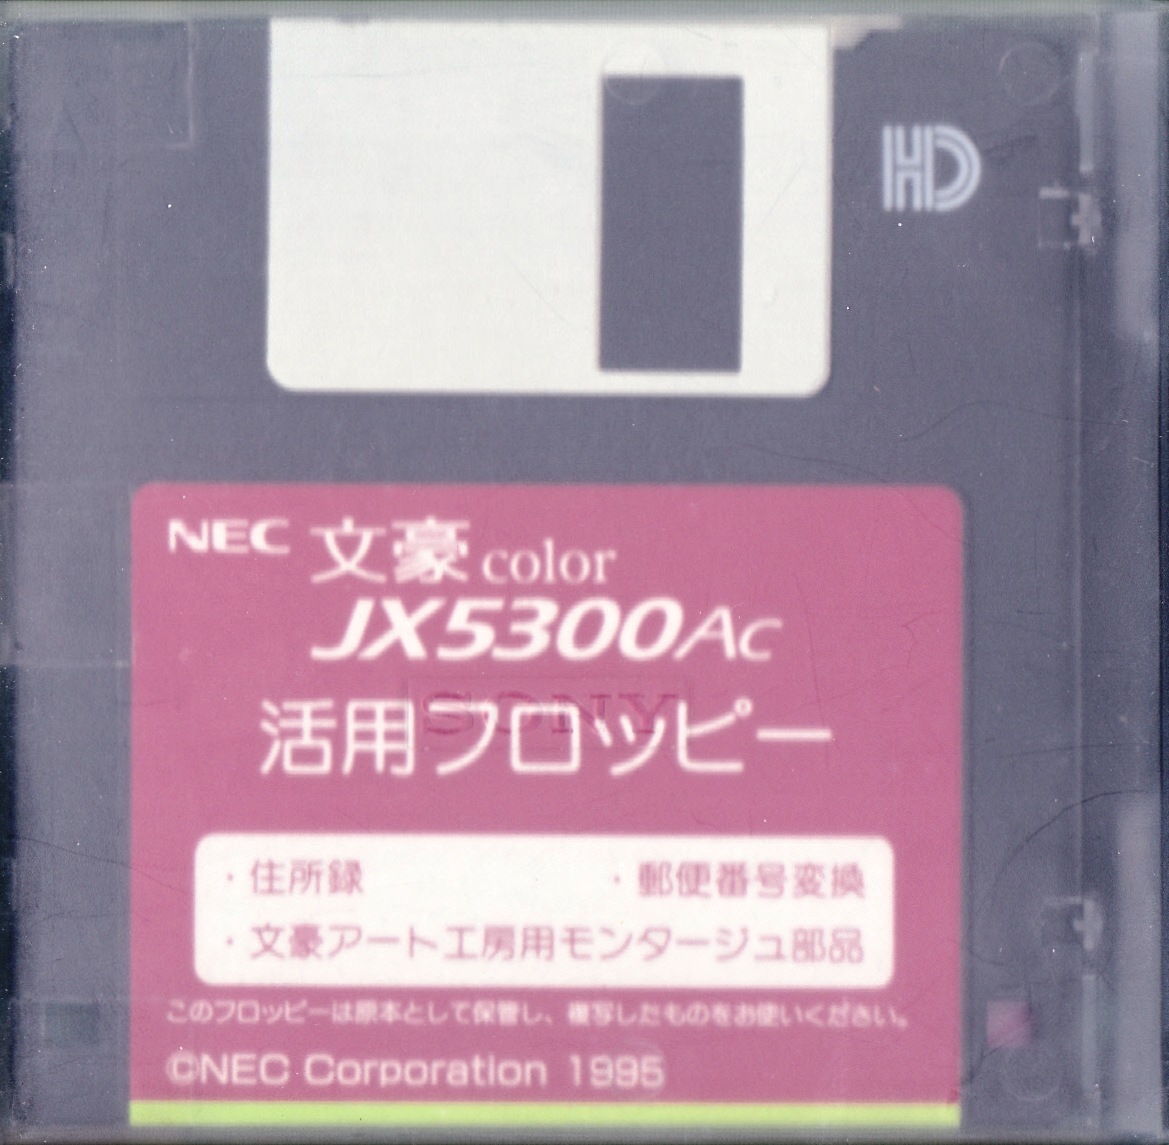 HD
NEC 文豪 color
JX5300AC
SONY
活用フロッピー
・住所録 ・郵便番号変換
・文豪アート工房用モンタージュ部品
このフロッピーは原本として保管し、複写したものをお使いください。
©NEC Corporation 1995